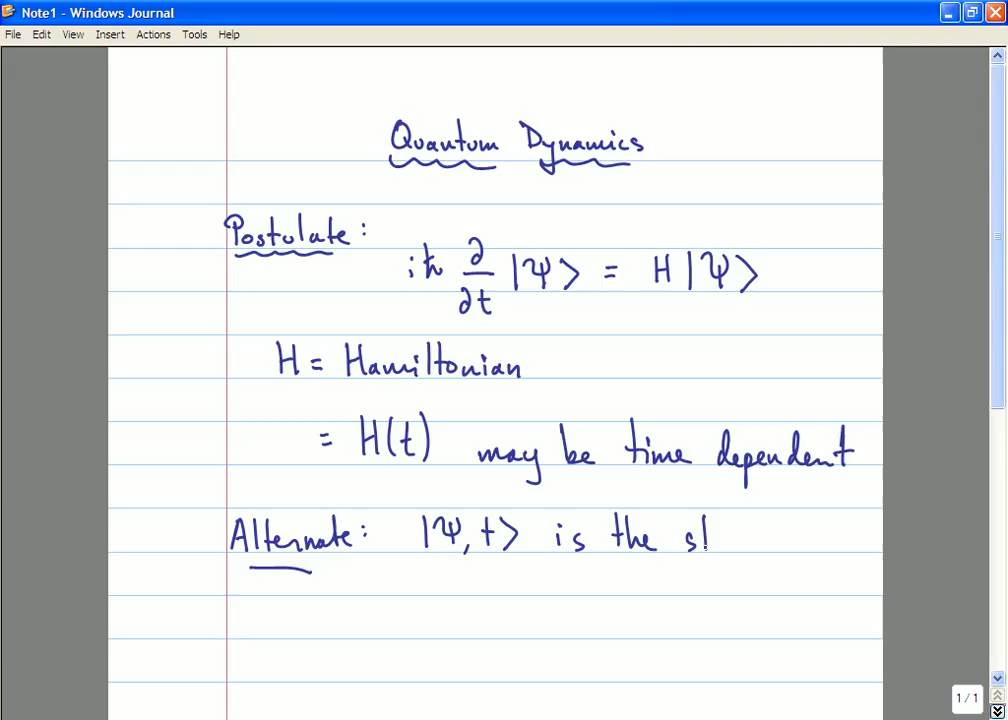 Note1 - Windows Journal
File Edit View Insert Actions Tools Help
Quantum Dynamics
Postulate:
iħ ∂/∂t |Ψ⟩ = H |Ψ⟩
H = Hamiltonian
= H(t) may be time dependent
Alternate: |Ψ, t⟩ is the
1 / 1